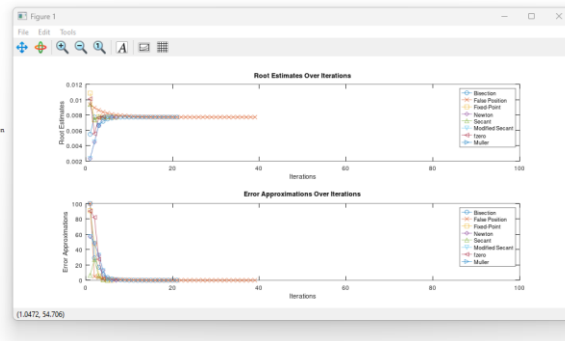 Figure 1
File Edit Tools
A
n
Root Estimates Over Iterations
Root Estimates
0.012
0.01
0.008
0.006
0.004
0.002
0 20 40 60 80 100
Iterations
Bisection
False Position
Fixed-Point
Newton
Secant
Modified Secant
fzero
Muller
Error Approximations Over Iterations
Error Approximations
100
80
60
40
20
0
0 20 40 60 80 100
Iterations
Bisection
False Position
Fixed-Point
Newton
Secant
Modified Secant
fzero
Muller
(1.0472, 54.706)